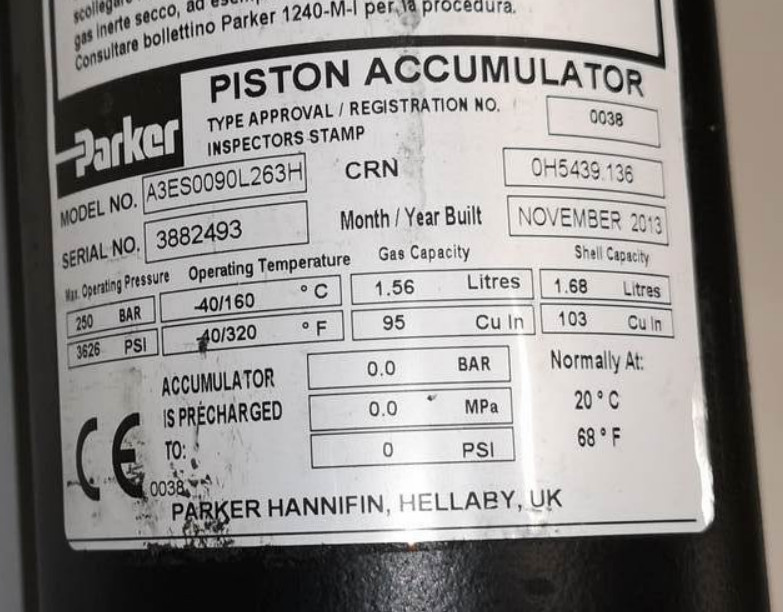 scollegare
gas inerte secco, ad
Consultare bollettino Parker 1240-M-I per la procedura.
PISTON ACCUMULATOR
Parker
TYPE APPROVAL / REGISTRATION NO. 0038
INSPECTORS STAMP
MODEL NO. A3ES0090L263H CRN 0H5439.136
SERIAL NO. 3882493 Month / Year Built NOVEMBER 2013
Max. Operating Pressure Operating Temperature Gas Capacity Shell Capacity
250 BAR -40/160 ° C 1.56 Litres 1.68 Litres
3626 PSI -40/320 ° F 95 Cu In 103 Cu In
ACCUMULATOR 0.0 BAR Normally At:
IS PRECHARGED 0.0 MPa 20 ° C
TO: 0 PSI 68 ° F
CE 0038
PARKER HANNIFIN, HELLABY, UK